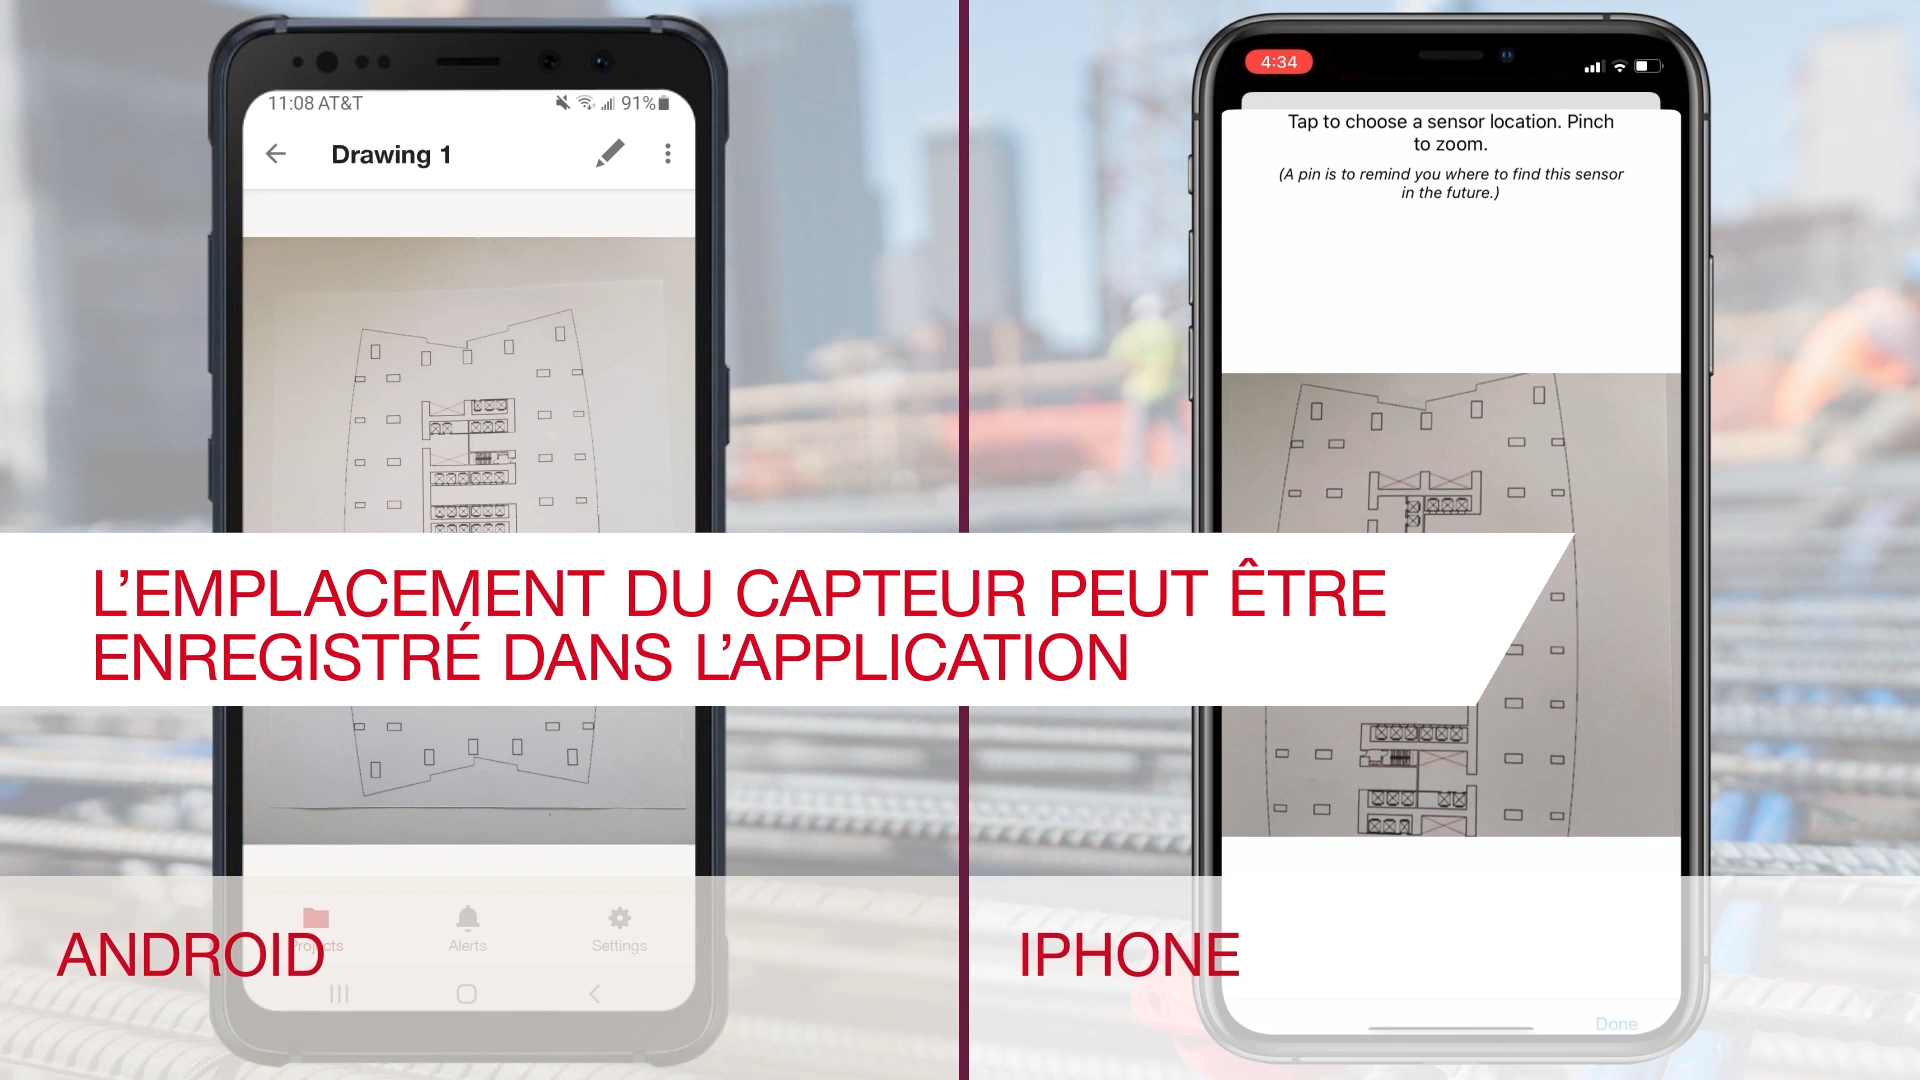 11:08 AT&T
91%
Drawing 1
4:34
Tap to choose a sensor location. Pinch
to zoom.
(A pin is to remind you where to find this sensor
in the future.)
L’EMPLACEMENT DU CAPTEUR PEUT ÊTRE
ENREGISTRÉ DANS L’APPLICATION
Projects
Alerts
Settings
ANDROID
IPHONE
Done